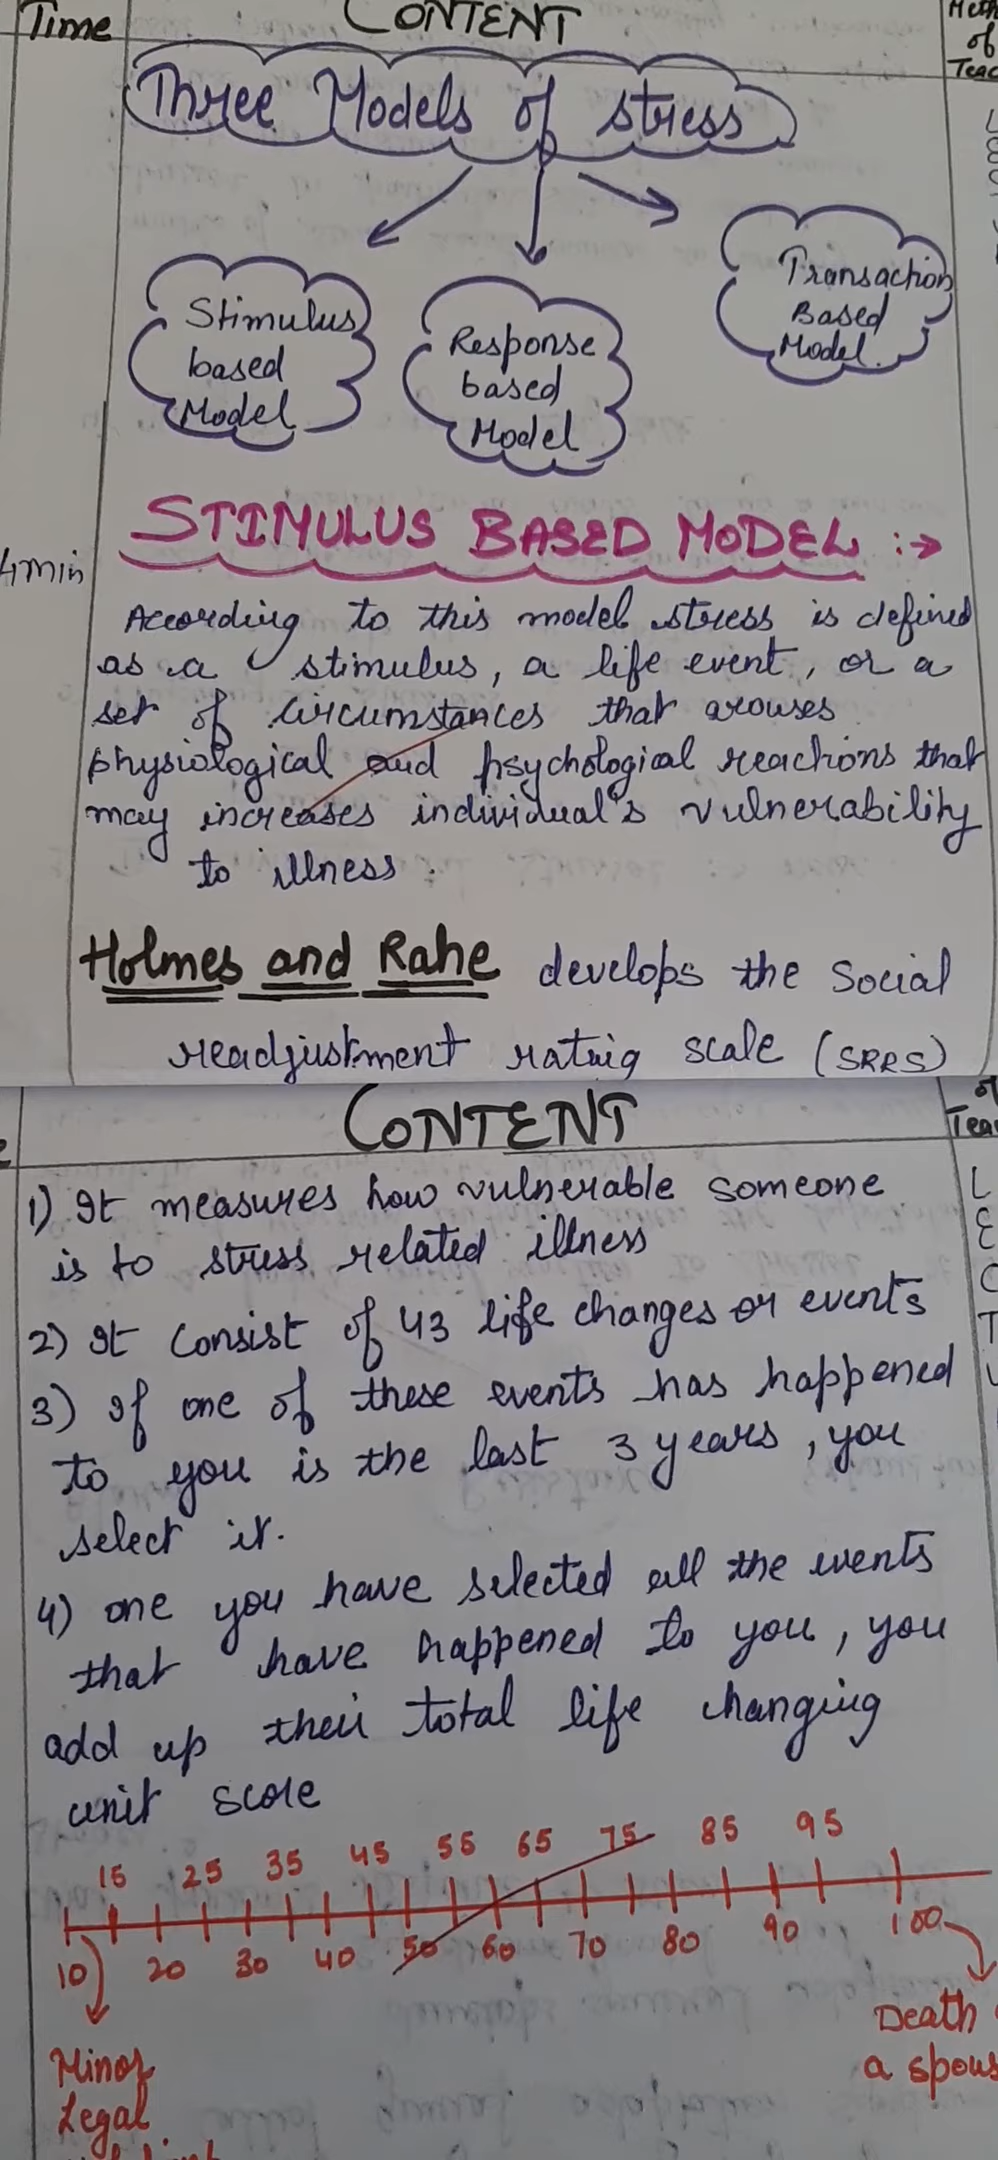 Time
CONTENT
Meth
of
Teac
Three Models of stress
Stimulus
based
Model
Response
based
Model
Transaction
Based
Model.
STIMULUS BASED MODEL :→
4min
According to this model stress is defined
as a stimulus, a life event, or a
set of circumstances that arouses
physiological and psychological reactions that
may increases individual's vulnerability
to illness.
Holmes and Rahe develops the Social
readjustment rating scale (SRRS)
e
CONTENT
of
Tea
1) It measures how vulnerable someone
is to stress related illness
2) It Consist of 43 life changes or events
3) If one of these events has happened
to you is the last 3 years, you
select it.
4) one you have selected all the events
that have happened to you, you
add up their total life changing
unit score
L
E
C
T
U
15 25 35 45 55 65 75 85 95
10 20 30 40 50 60 70 80 90 100
Minor
Legal
Death
a spous